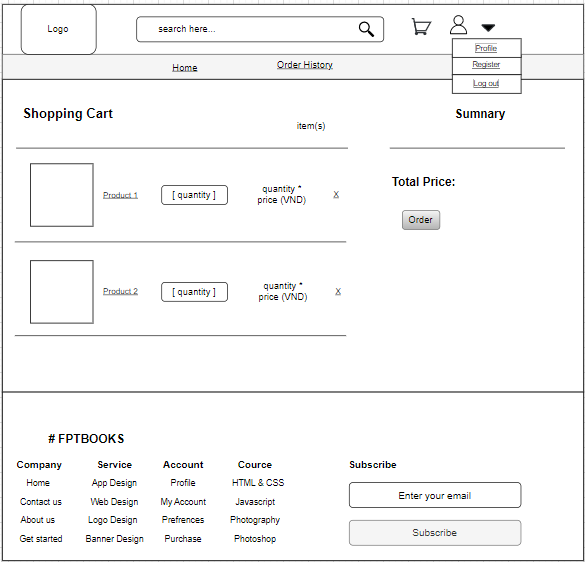 Logo
search here...
Profile
Register
Log out
Home
Order History
Shopping Cart
item(s)
Summary
Product 1
[ quantity ]
quantity *
price (VND)
X
Total Price:
Order
Product 2
[ quantity ]
quantity *
price (VND)
X
# FPTBOOKS
Company
Service
Account
Cource
Subscribe
Home
App Design
Profile
HTML & CSS
Contact us
Web Design
My Account
Javascript
Enter your email
About us
Logo Design
Prefrences
Photography
Get started
Banner Design
Purchase
Photoshop
Subscribe